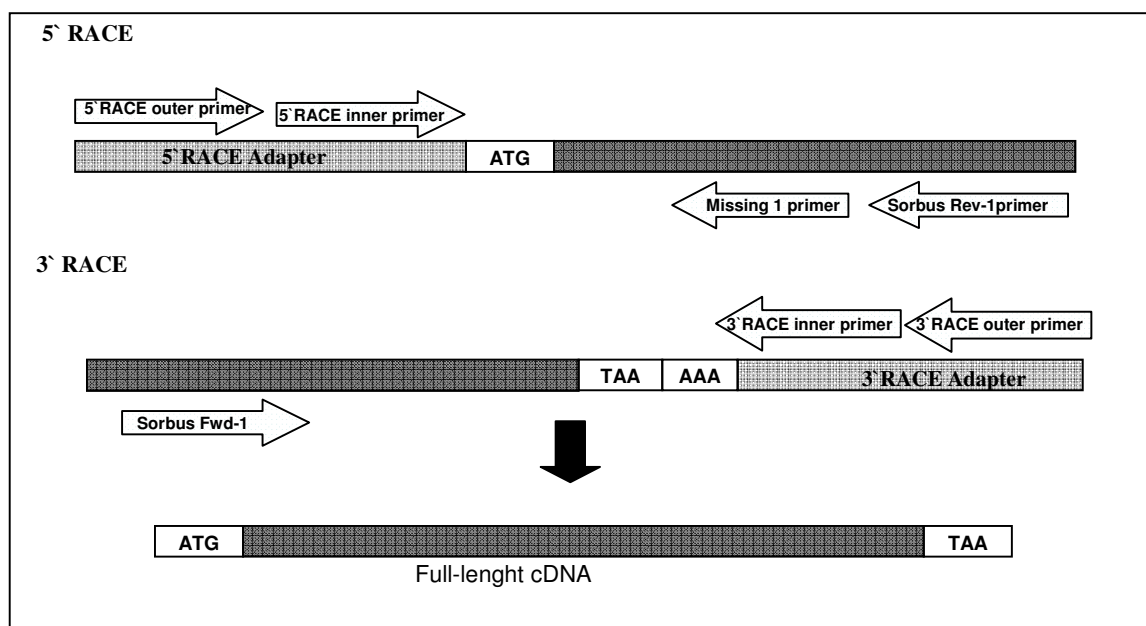 5` RACE
5`RACE outer primer
5`RACE inner primer
5`RACE Adapter
ATG
Missing 1 primer
Sorbus Rev-1primer
3` RACE
3`RACE inner primer
3`RACE outer primer
TAA
AAA
3`RACE Adapter
Sorbus Fwd-1
ATG
TAA
Full-lenght cDNA